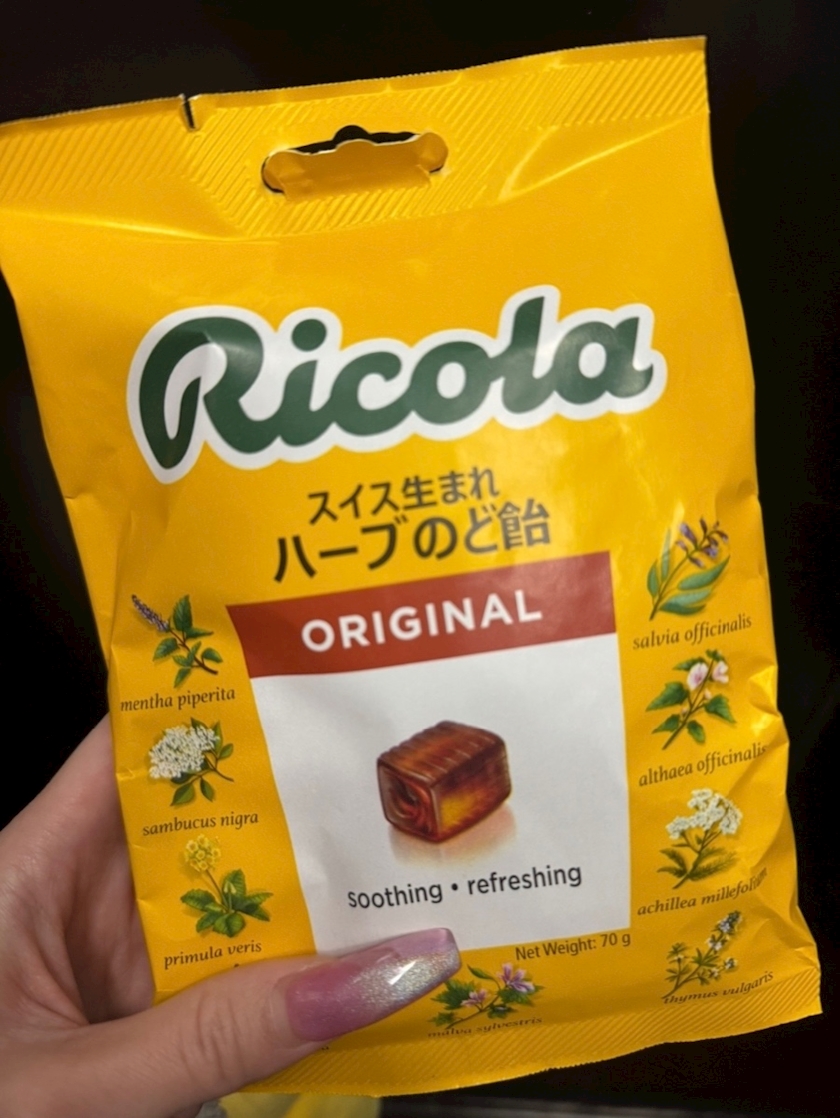 Ricola
スイス生まれ
ハーブのど飴
ORIGINAL
salvia officinalis
mentha piperita
althaea officinalis
sambucus nigra
soothing • refreshing
achillea millefolium
primula veris
Net Weight: 70 g
thymus vulgaris
malva sylvestris